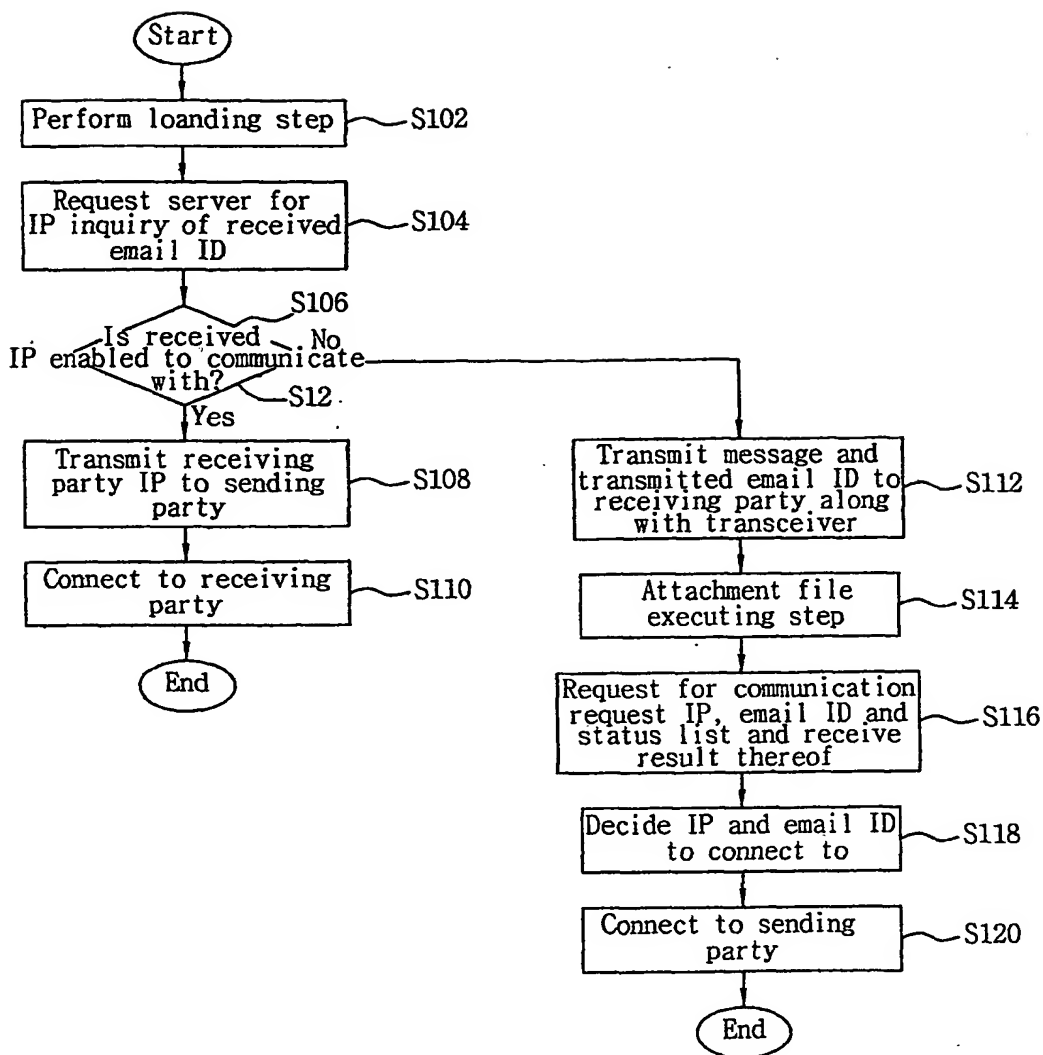 Start
Perform loanding step
S102
Request server for
IP inquiry of received
email ID
S104
S106
Is received
IP enabled to communicate
with?
No
S12
Yes
Transmit receiving
party IP to sending
party
S108
Connect to receiving
party
S110
End
Transmit message and
transmitted email ID to
receiving party along
with transceiver
S112
Attachment file
executing step
S114
Request for communication
request IP, email ID and
status list and receive
result thereof
S116
Decide IP and email ID
to connect to
S118
Connect to sending
party
S120
End